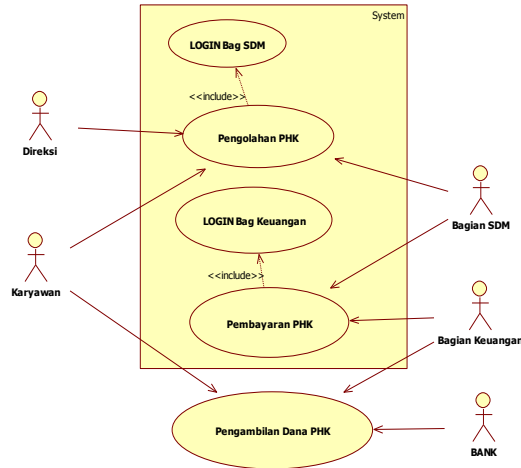 System
LOGIN Bag SDM
<<include>>
Pengolahan PHK
Direksi
LOGIN Bag Keuangan
Bagian SDM
<<include>>
Karyawan
Pembayaran PHK
Bagian Keuangan
Pengambilan Dana PHK
BANK